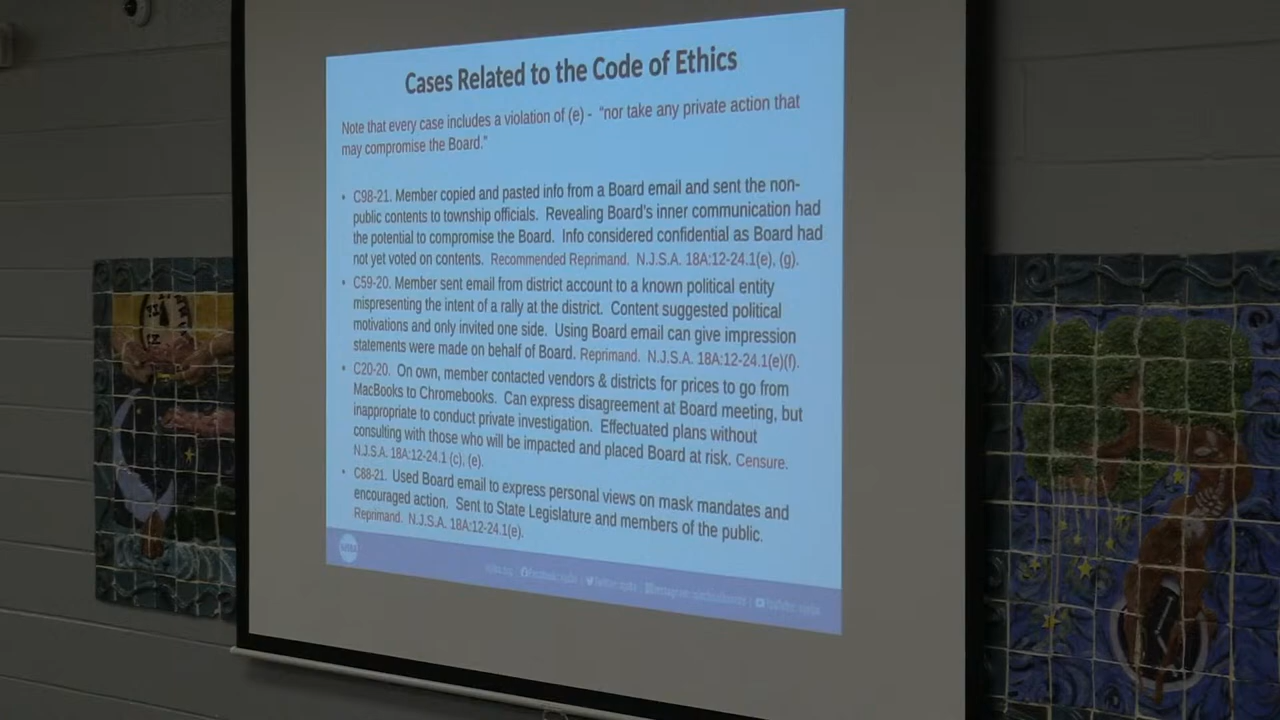 Cases Related to the Code of Ethics
Note that every case includes a violation of (e) - "nor take any private action that
may compromise the Board."
• C98-21. Member copied and pasted info from a Board email and sent the non-
public contents to township officials. Revealing Board's inner communication had
the potential to compromise the Board. Info considered confidential as Board had
not yet voted on contents. Recommended Reprimand. N.J.S.A. 18A:12-24.1(e), (g).
• C59-20. Member sent email from district account to a known political entity
mispresenting the intent of a rally at the district. Content suggested political
motivations and only invited one side. Using Board email can give impression
statements were made on behalf of Board. Reprimand. N.J.S.A. 18A:12-24.1(e)(f).
• C20-20. On own, member contacted vendors & districts for prices to go from
MacBooks to Chromebooks. Can express disagreement at Board meeting, but
inappropriate to conduct private investigation. Effectuated plans without
consulting with those who will be impacted and placed Board at risk. Censure.
N.J.S.A. 18A:12-24.1 (c), (e).
• C88-21. Used Board email to express personal views on mask mandates and
encouraged action. Sent to State Legislature and members of the public.
Reprimand. N.J.S.A. 18A:12-24.1(e).